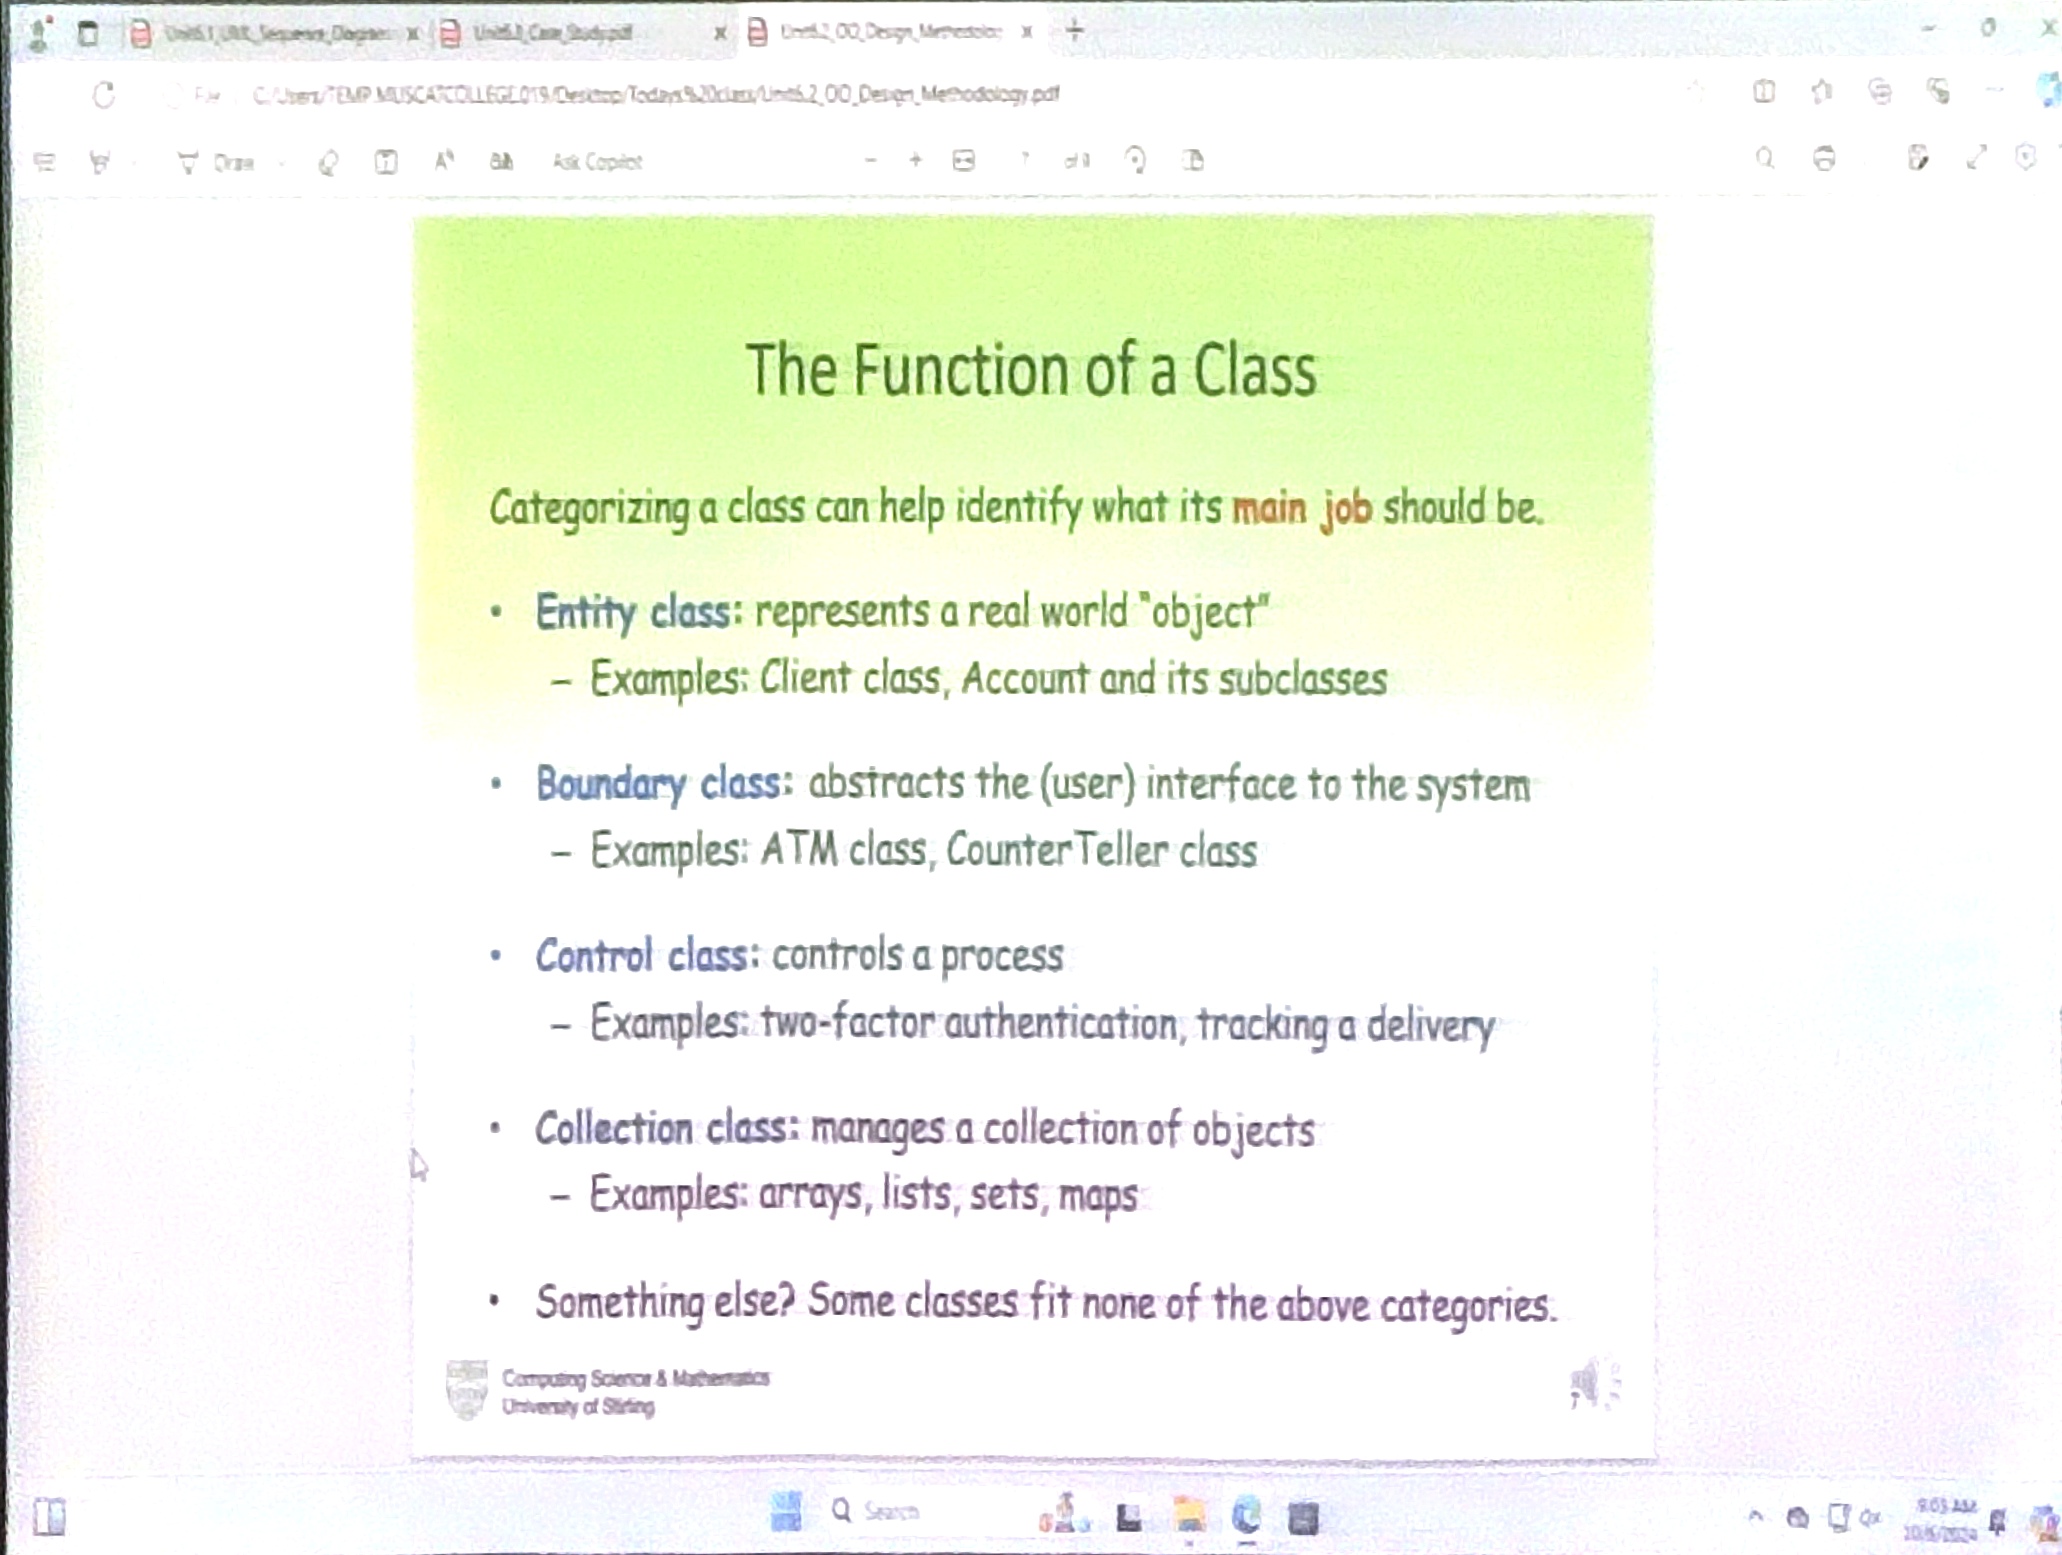 Unit6.1_UML_Sequence_Diagram
Unit6.3_Case_Study.pdf
Unit6.2_OO_Design_Methodolog
File
C:/Users/TEMP.MUSCATCOLLEGE.019/Desktop/Todays%20class/Unit6.2_OO_Design_Methodology.pdf
Draw
Ask Copilot
7
The Function of a Class
Categorizing a class can help identify what its main job should be.
• Entity class: represents a real world "object"
– Examples: Client class, Account and its subclasses
• Boundary class: abstracts the (user) interface to the system
– Examples: ATM class, CounterTeller class
• Control class: controls a process
– Examples: two-factor authentication, tracking a delivery
• Collection class: manages a collection of objects
– Examples: arrays, lists, sets, maps
• Something else? Some classes fit none of the above categories.
Computing Science & Mathematics
University of Stirling
7
Search